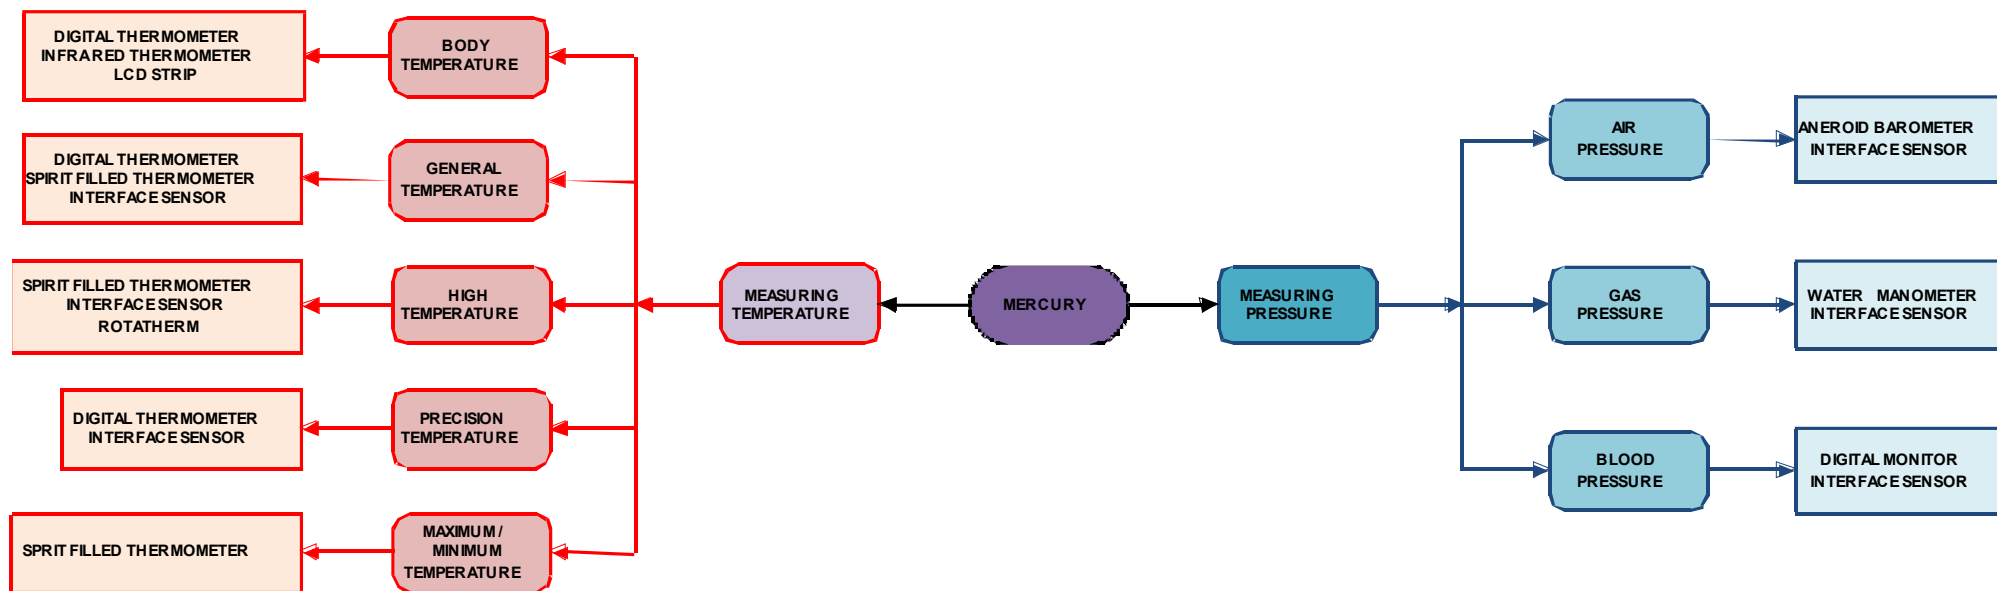 DIGITAL THERMOMETER
INFRARED THERMOMETER
LCD STRIP
BODY
TEMPERATURE
DIGITAL THERMOMETER
SPIRIT FILLED THERMOMETER
INTERFACE SENSOR
GENERAL
TEMPERATURE
SPIRIT FILLED THERMOMETER
INTERFACE SENSOR
ROTATHERM
HIGH
TEMPERATURE
DIGITAL THERMOMETER
INTERFACE SENSOR
PRECISION
TEMPERATURE
SPRIT FILLED THERMOMETER
MAXIMUM /
MINIMUM
TEMPERATURE
MEASURING
TEMPERATURE
MERCURY
MEASURING
PRESSURE
AIR
PRESSURE
ANEROID BAROMETER
INTERFACE SENSOR
GAS
PRESSURE
WATER MANOMETER
INTERFACE SENSOR
BLOOD
PRESSURE
DIGITAL MONITOR
INTERFACE SENSOR